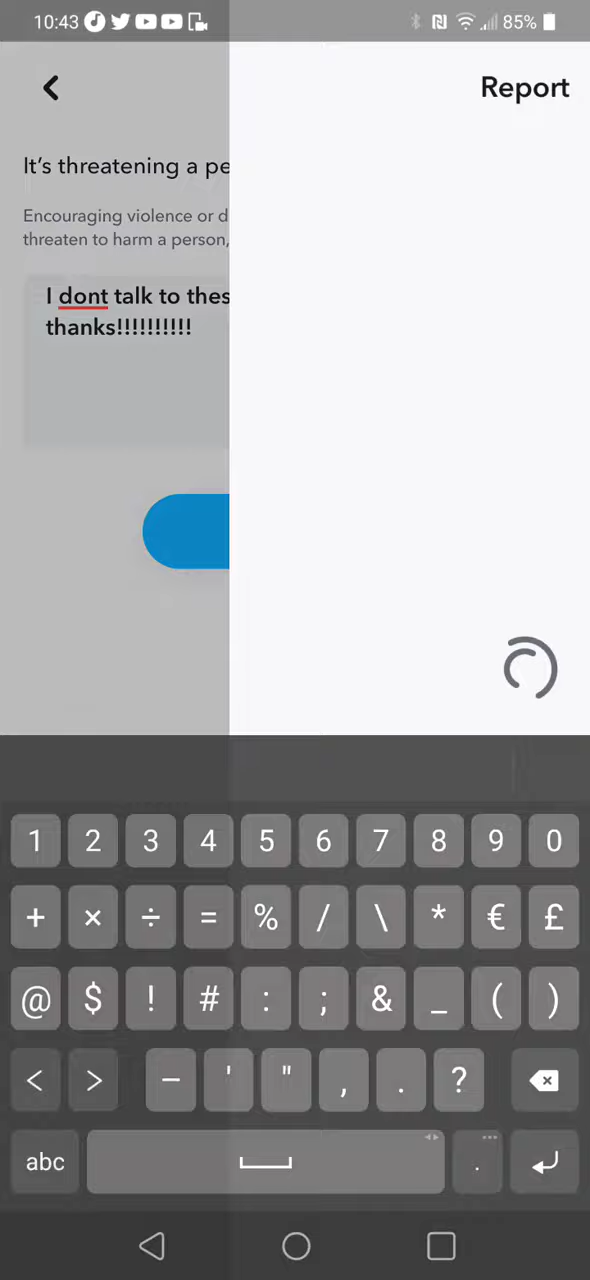 10:43
85%
Report
It's threatening a pe
Encouraging violence or d
threaten to harm a person,
I dont talk to thes
thanks!!!!!!!!!!
1 2 3 4 5 6 7 8 9 0
+ × ÷ = % / \ * € £
@ $ ! # : ; & _ ( )
< > – ' " , . ?
abc .